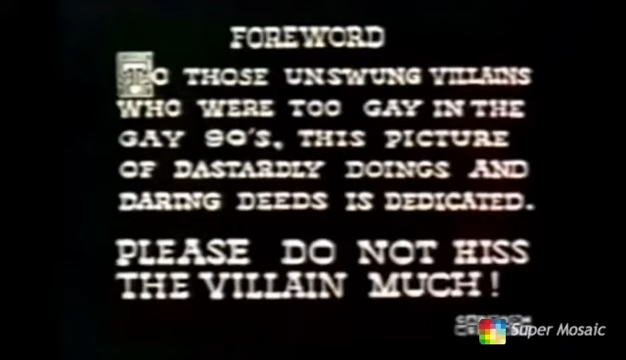 FOREWORD
TO THOSE UNSWUNG VILLAINS
WHO WERE TOO GAY IN THE
GAY 90'S, THIS PICTURE
OF DASTARDLY DOINGS AND
DARING DEEDS IS DEDICATED.
PLEASE DO NOT HISS
THE VILLAIN MUCH!
Super Mosaic